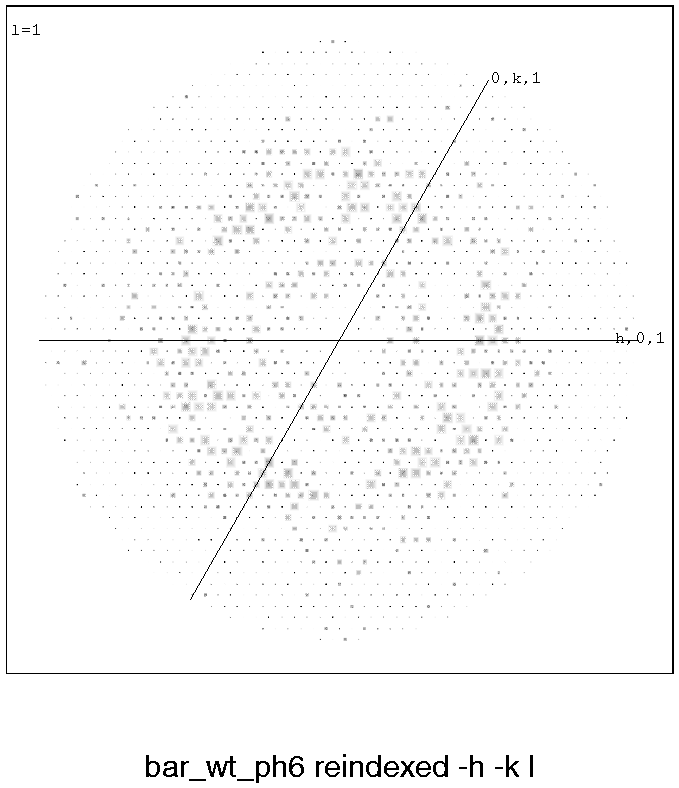 l=1
0,k,1
h,0,1
bar_wt_ph6 reindexed -h -k l